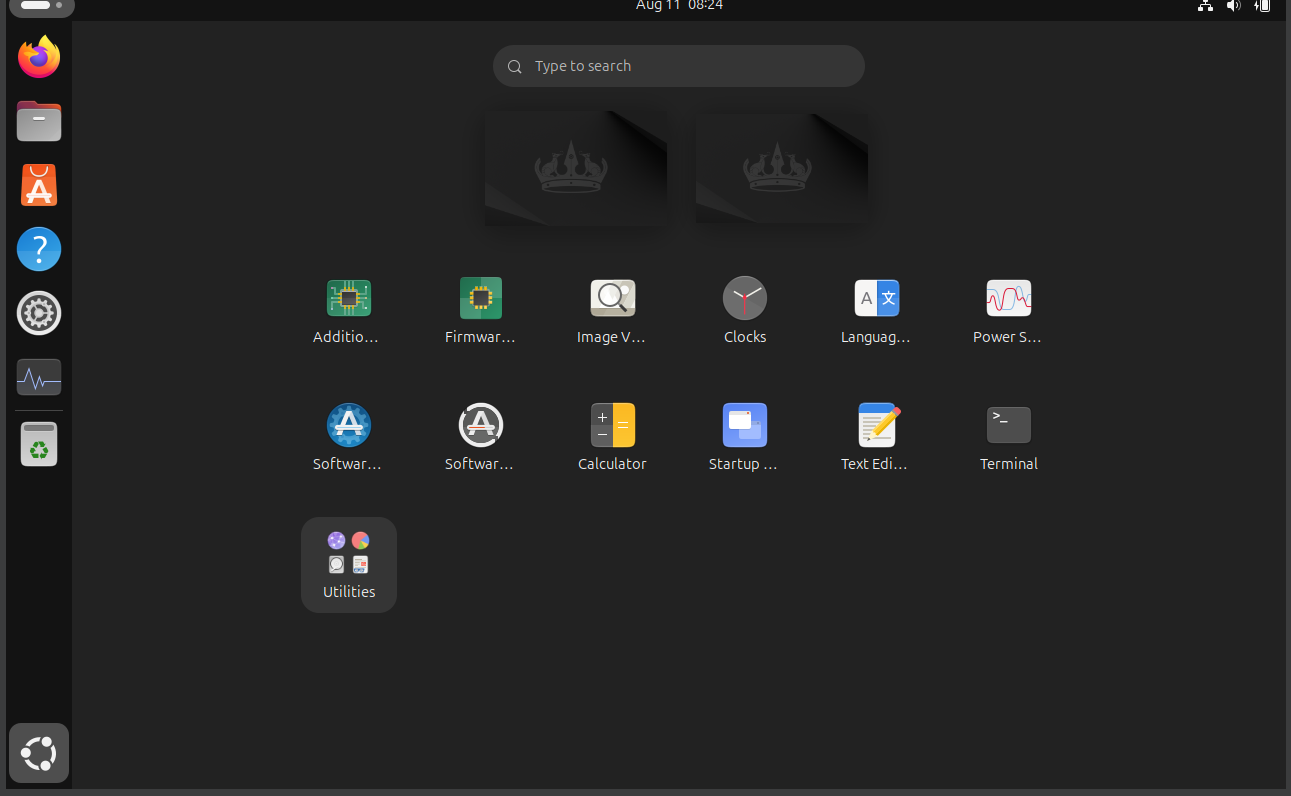 Aug 11 08:24
Type to search
Additio…
Firmwar…
Image V…
Clocks
Languag…
Power S…
Softwar…
Softwar…
Calculator
Startup …
Text Edi…
Terminal
Utilities